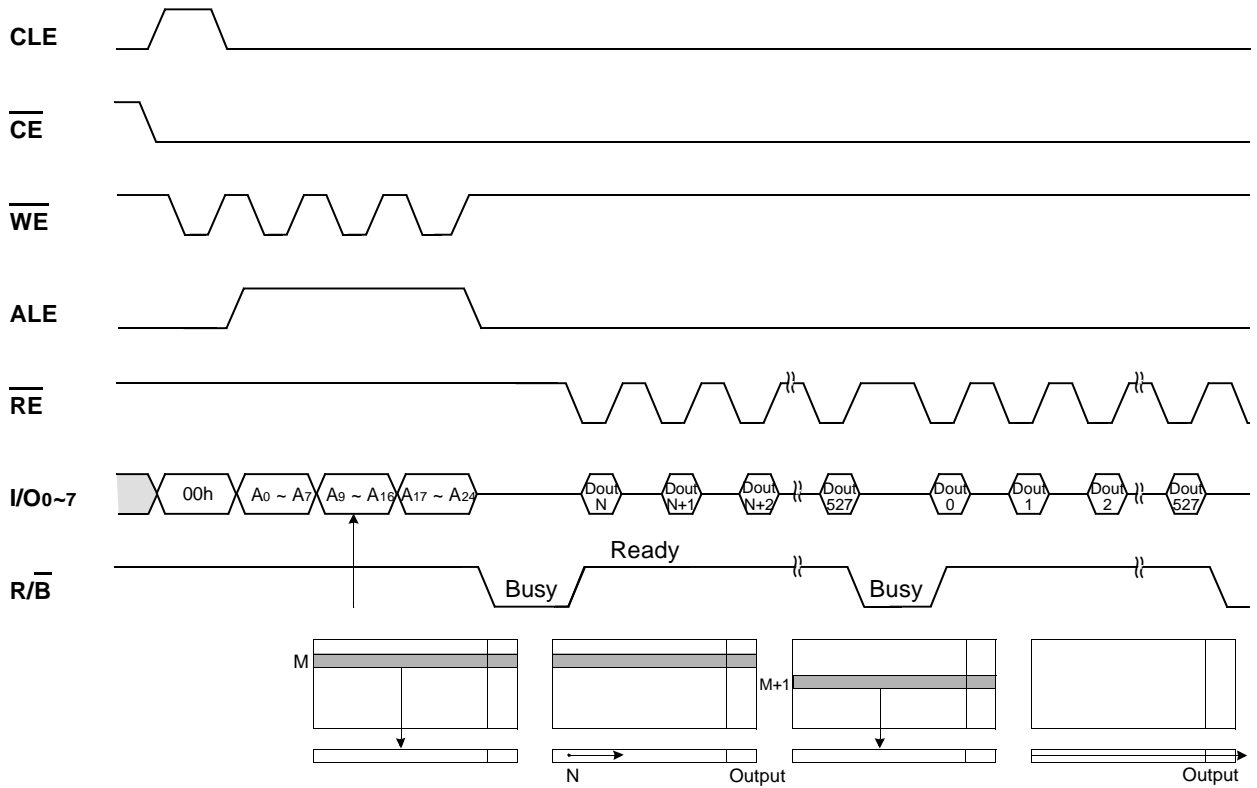 CLE
CE
WE
ALE
RE
I/O0~7
00h
A0 ~ A7
A9 ~ A16
A17 ~ A24
Dout
N
Dout
N+1
Dout
N+2
Dout
527
Dout
0
Dout
1
Dout
2
Dout
527
R/B
Busy
Ready
Busy
M
M+1
N
Output
Output